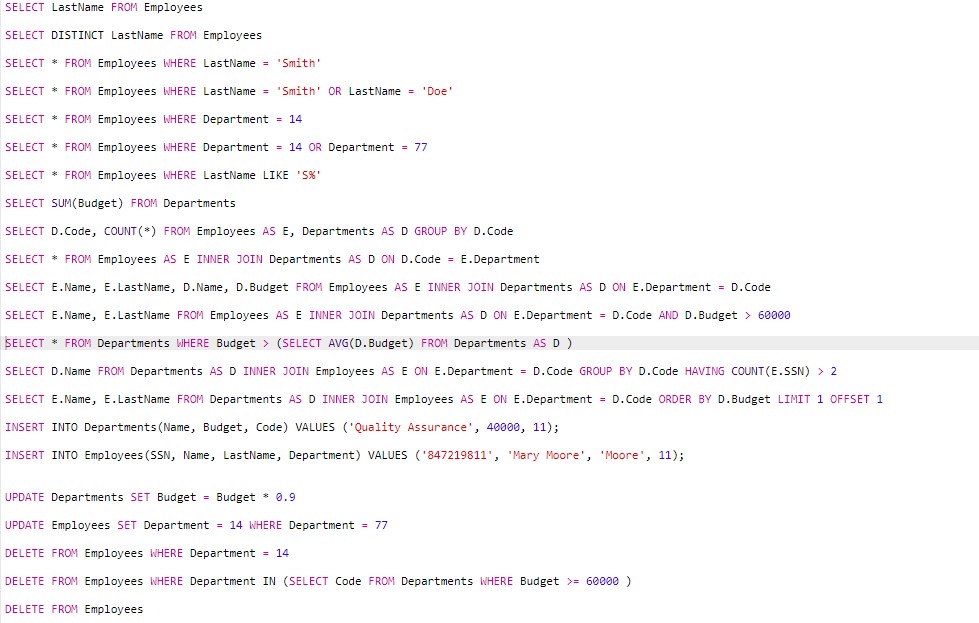 SELECT LastName FROM Employees
SELECT DISTINCT LastName FROM Employees
SELECT * FROM Employees WHERE LastName = 'Smith'
SELECT * FROM Employees WHERE LastName = 'Smith' OR LastName = 'Doe'
SELECT * FROM Employees WHERE Department = 14
SELECT * FROM Employees WHERE Department = 14 OR Department = 77
SELECT * FROM Employees WHERE LastName LIKE 'S%'
SELECT SUM(Budget) FROM Departments
SELECT D.Code, COUNT(*) FROM Employees AS E, Departments AS D GROUP BY D.Code
SELECT * FROM Employees AS E INNER JOIN Departments AS D ON D.Code = E.Department
SELECT E.Name, E.LastName, D.Name, D.Budget FROM Employees AS E INNER JOIN Departments AS D ON E.Department = D.Code
SELECT E.Name, E.LastName FROM Employees AS E INNER JOIN Departments AS D ON E.Department = D.Code AND D.Budget > 60000
SELECT * FROM Departments WHERE Budget > (SELECT AVG(D.Budget) FROM Departments AS D )
SELECT D.Name FROM Departments AS D INNER JOIN Employees AS E ON E.Department = D.Code GROUP BY D.Code HAVING COUNT(E.SSN) > 2
SELECT E.Name, E.LastName FROM Departments AS D INNER JOIN Employees AS E ON E.Department = D.Code ORDER BY D.Budget LIMIT 1 OFFSET 1
INSERT INTO Departments(Name, Budget, Code) VALUES ('Quality Assurance', 40000, 11);
INSERT INTO Employees(SSN, Name, LastName, Department) VALUES ('847219811', 'Mary Moore', 'Moore', 11);
UPDATE Departments SET Budget = Budget * 0.9
UPDATE Employees SET Department = 14 WHERE Department = 77
DELETE FROM Employees WHERE Department = 14
DELETE FROM Employees WHERE Department IN (SELECT Code FROM Departments WHERE Budget >= 60000 )
DELETE FROM Employees